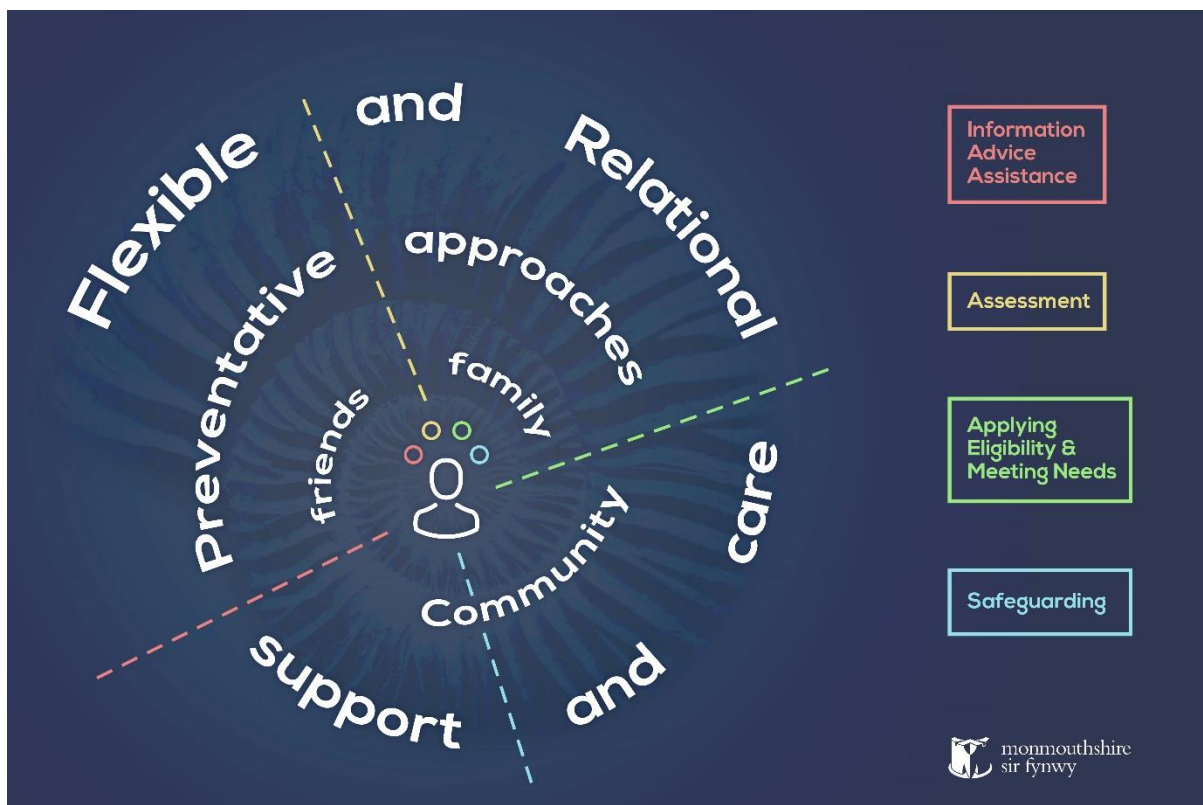 Flexible and Relational care and support
Preventative approaches
friends family Community
Information
Advice
Assistance
Assessment
Applying
Eligibility &
Meeting Needs
Safeguarding
monmouthshire
sir fynwy